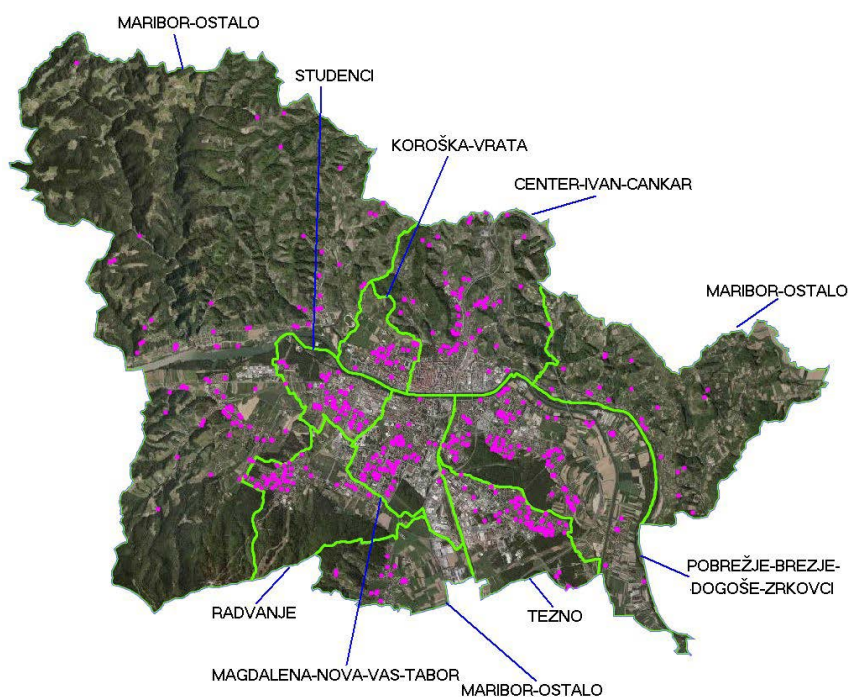 MARIBOR-OSTALO
STUDENCI
KOROŠKA-VRATA
CENTER-IVAN-CANKAR
MARIBOR-OSTALO
POBREŽJE-BREZJE-
DOGOŠE-ZRKOVCI
RADVANJE
TEZNO
MAGDALENA-NOVA-VAS-TABOR
MARIBOR-OSTALO